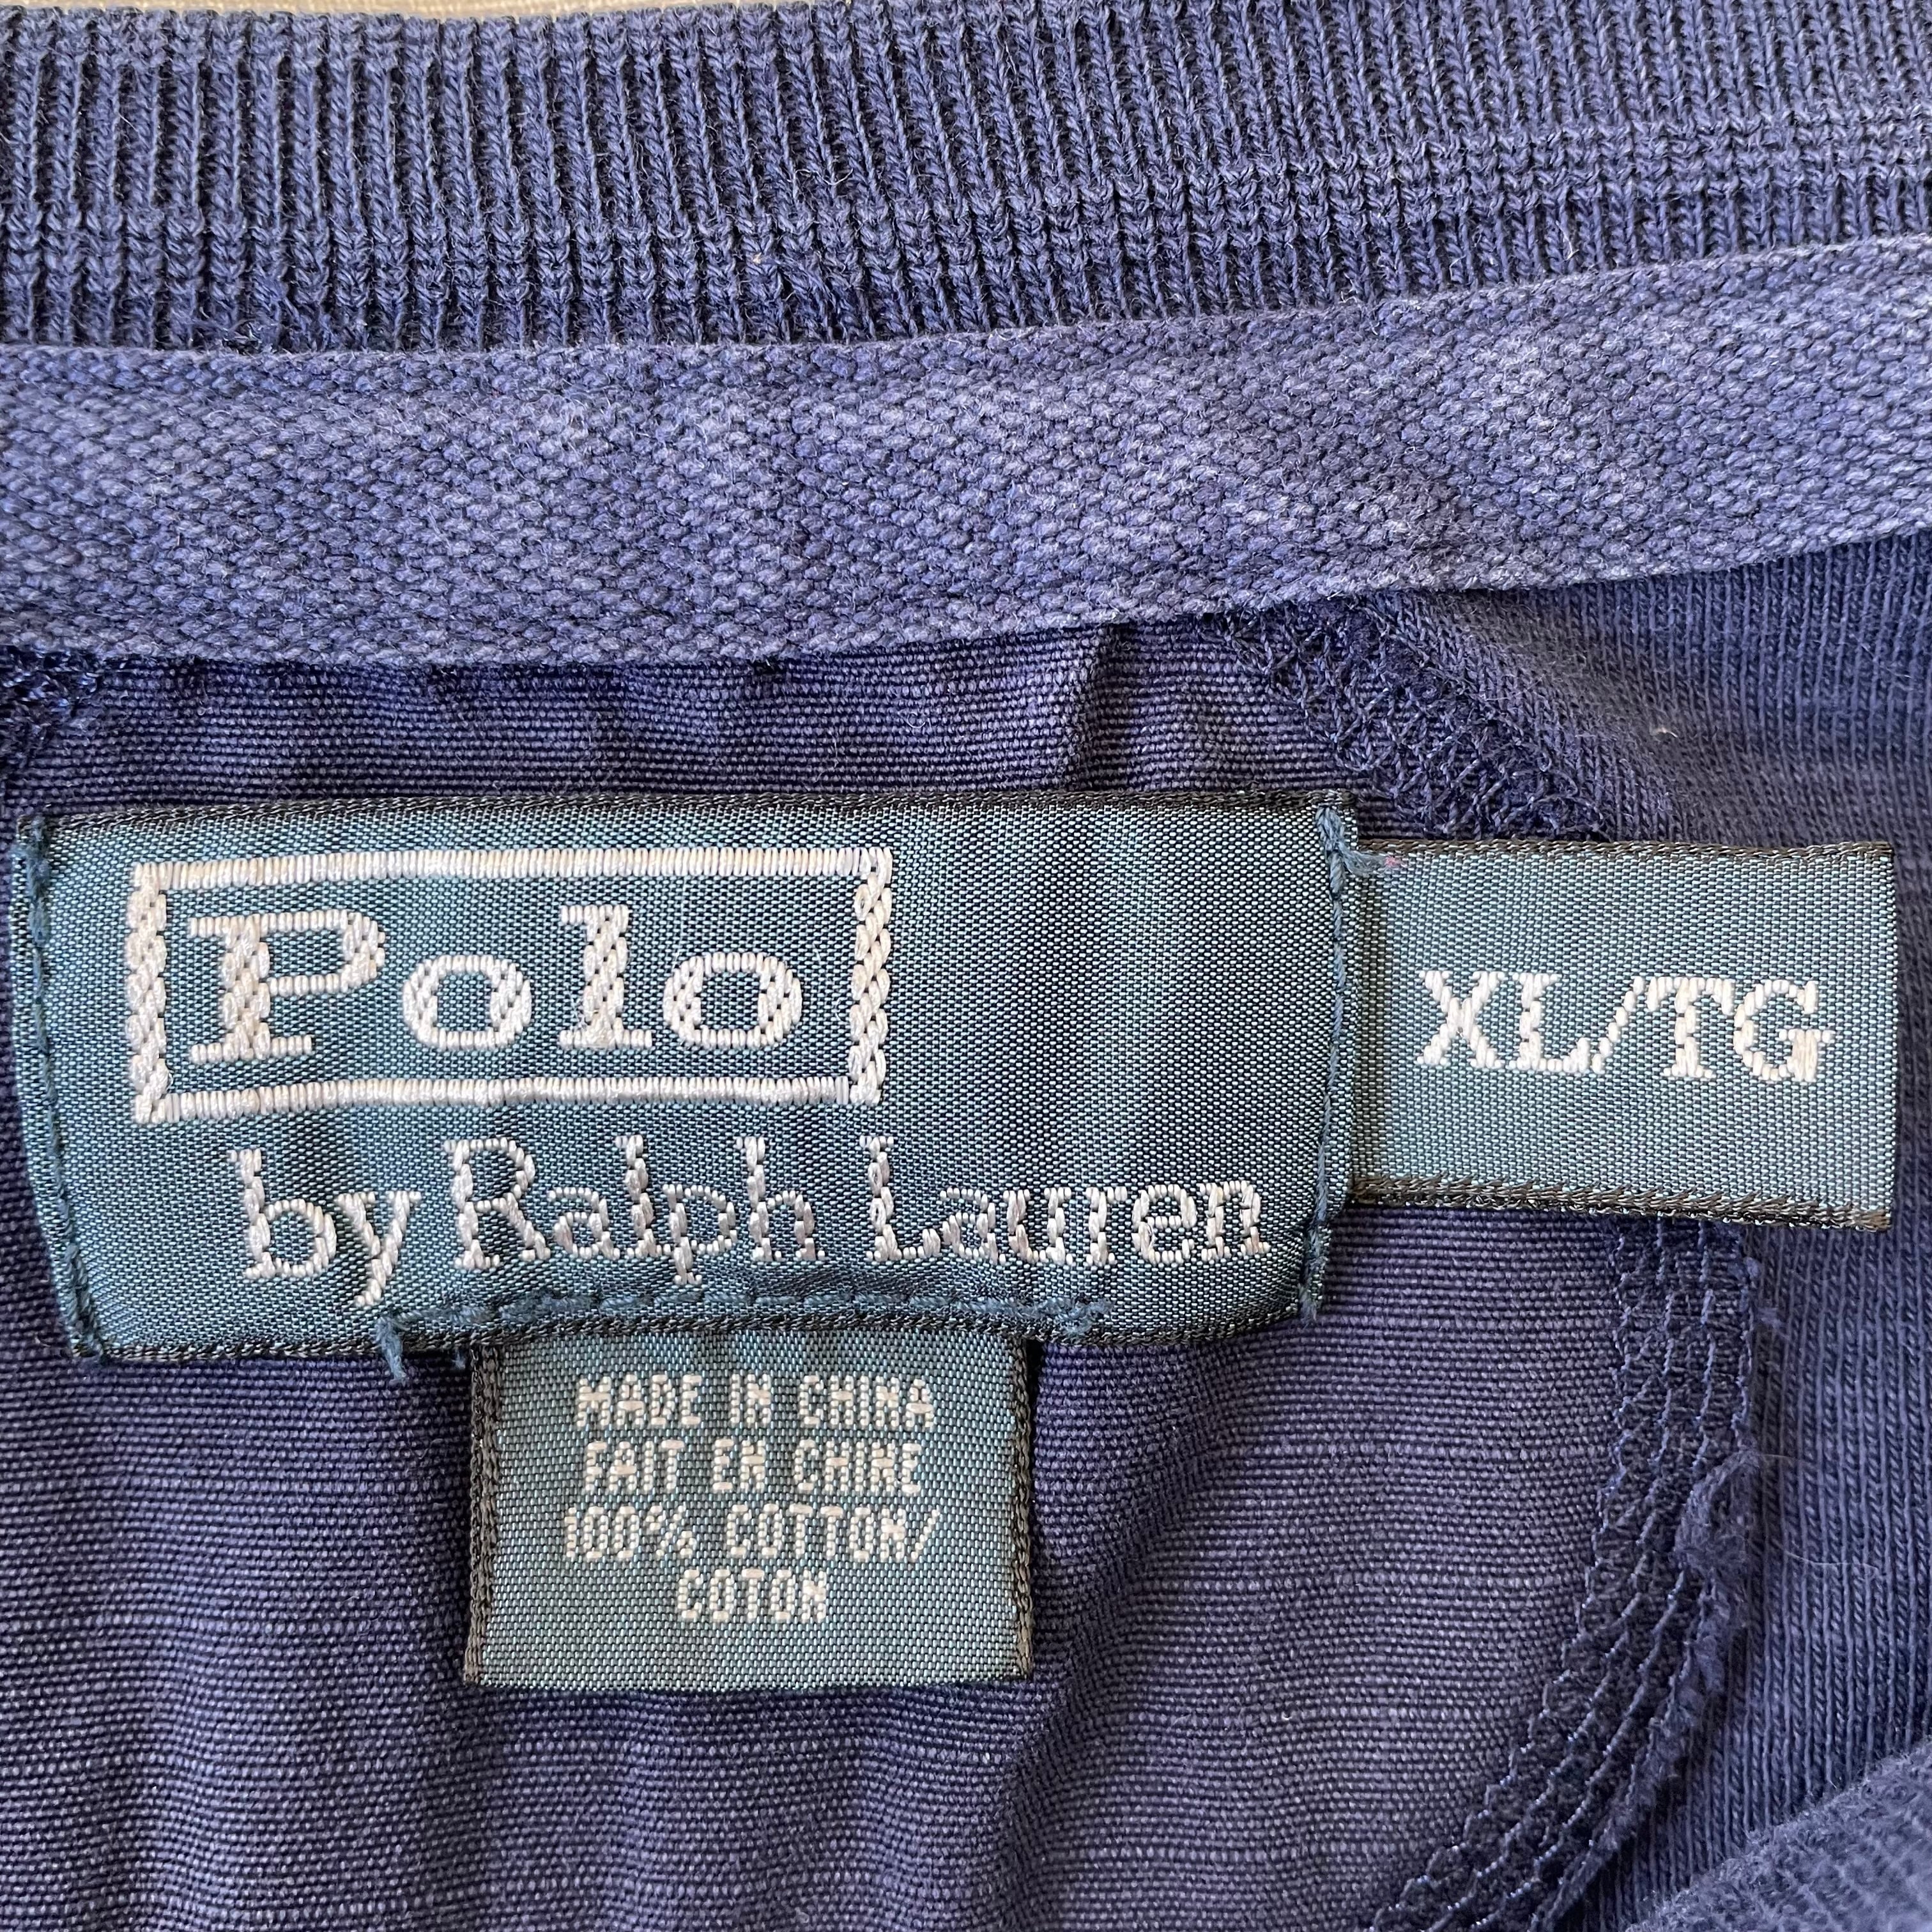 Polo
by Ralph Lauren
XL/TG
MADE IN CHINA
FAIT EN CHINE
100% COTTON/
COTON